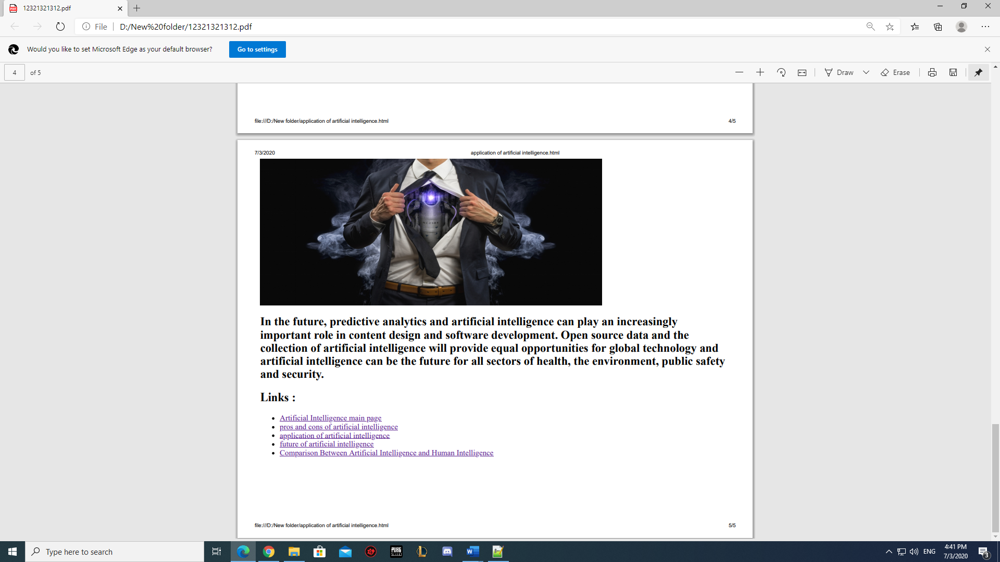 12321321312.pdf
File
D:/New%20folder/12321321312.pdf
Would you like to set Microsoft Edge as your default browser?
Go to settings
4
of 5
Draw
Erase
file:///D:/New folder/application of artificial intelligence.html
4/5
7/3/2020
application of artificial intelligence.html
In the future, predictive analytics and artificial intelligence can play an increasingly
important role in content design and software development. Open source data and the
collection of artificial intelligence will provide equal opportunities for global technology and
artificial intelligence can be the future for all sectors of health, the environment, public safety
and security.
Links :
Artificial Intelligence main page
pros and cons of artificial intelligence
application of artificial intelligence
future of artificial intelligence
Comparison Between Artificial Intelligence and Human Intelligence
file:///D:/New folder/application of artificial intelligence.html
5/5
Type here to search
PUBG
ENG
4:41 PM
7/3/2020
3